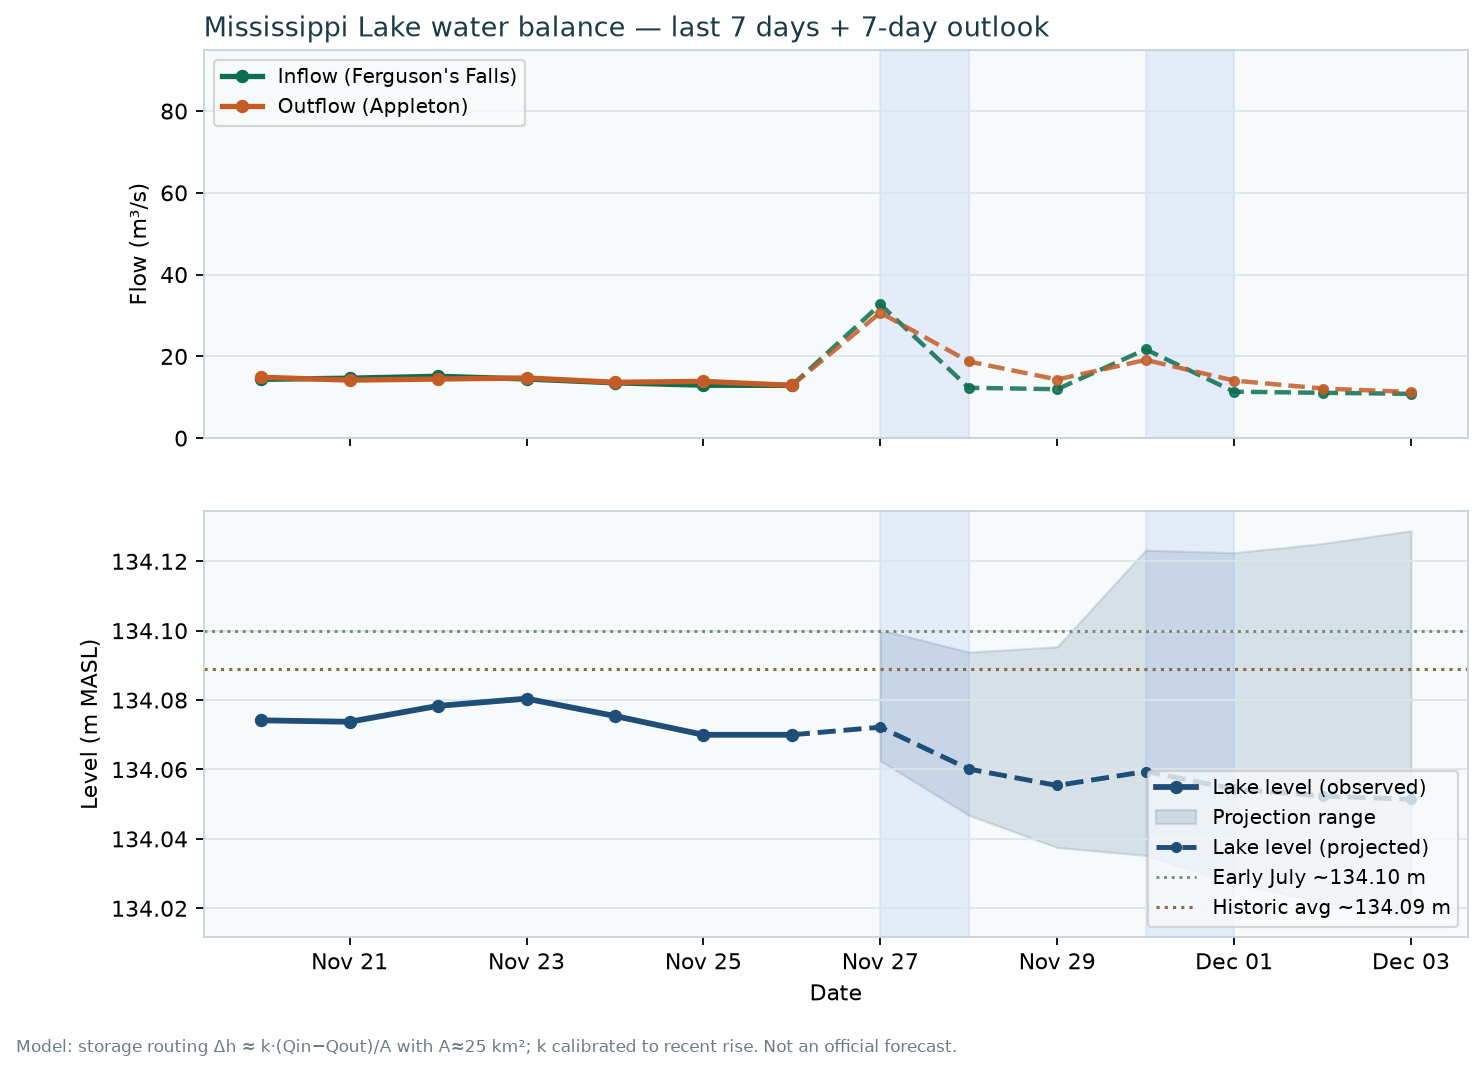 Mississippi Lake water balance — last 7 days + 7-day outlook
Inflow (Ferguson's Falls)
Outflow (Appleton)
Flow (m³/s)
80
60
40
20
0
Level (m MASL)
134.12
134.10
134.08
134.06
134.04
134.02
Lake level (observed)
Projection range
Lake level (projected)
Early July ~134.10 m
Historic avg ~134.09 m
Nov 21 Nov 23 Nov 25 Nov 27 Nov 29 Dec 01 Dec 03
Date
Model: storage routing Δh ≈ k·(Qin−Qout)/A with A≈25 km²; k calibrated to recent rise. Not an official forecast.